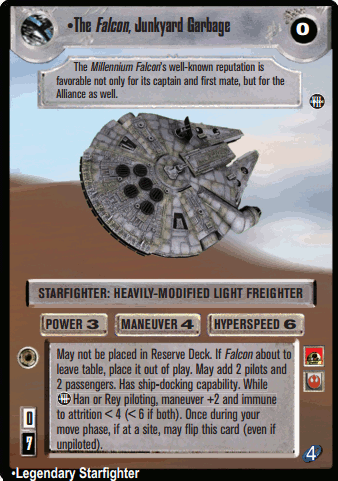 •The Falcon, Junkyard Garbage
0
The Millennium Falcon's well-known reputation is
favorable not only for its captain and first mate, but for the
Alliance as well.
STARFIGHTER: HEAVILY-MODIFIED LIGHT FREIGHTER
POWER 3 MANEUVER 4 HYPERSPEED 6
May not be placed in Reserve Deck. If Falcon about to
leave table, place it out of play. May add 2 pilots and
2 passengers. Has ship-docking capability. While
Han or Rey piloting, maneuver +2 and immune
to attrition < 4 (< 6 if both). Once during your
move phase, if at a site, may flip this card (even if
unpiloted).
0
7
4
•Legendary Starfighter